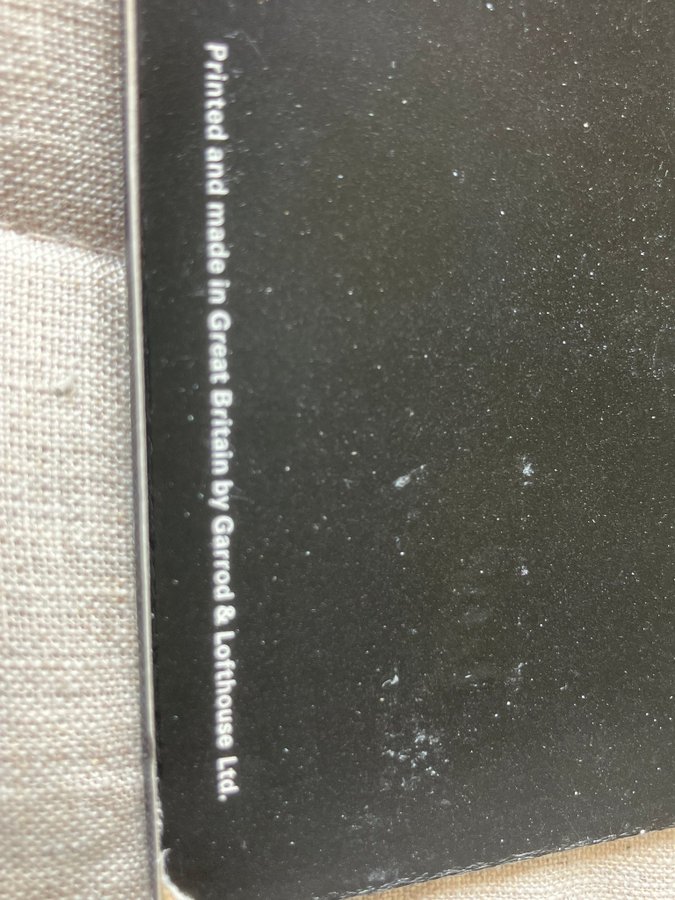 Printed and made in Great Britain by Garrod & Lofthouse Ltd.